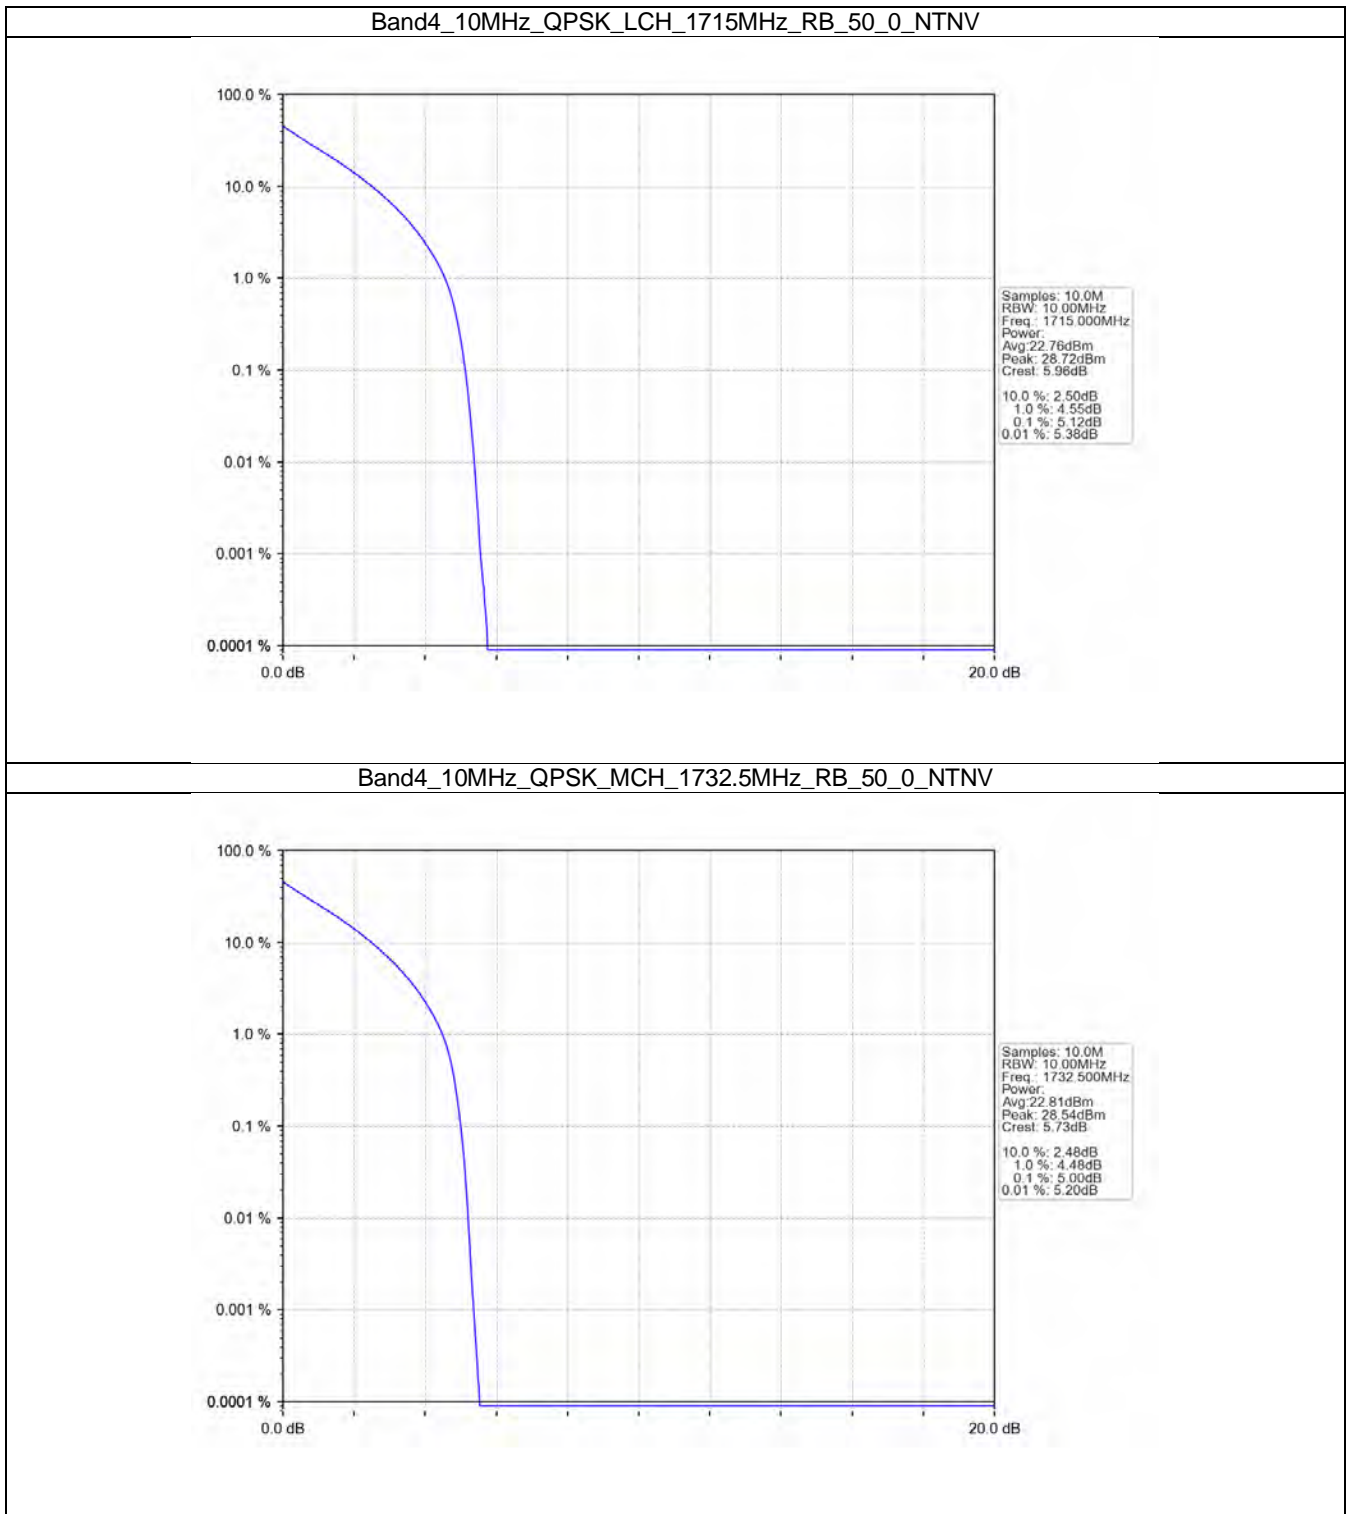 Band4_10MHz_QPSK_LCH_1715MHz_RB_50_0_NTNV
100.0 %
10.0 %
1.0 %
0.1 %
0.01 %
0.001 %
0.0001 %
0.0 dB
20.0 dB
Samples: 10.0M
RBW: 10.00MHz
Freq.: 1715.000MHz
Power:
Avg:22.76dBm
Peak: 28.72dBm
Crest: 5.96dB
10.0 %: 2.50dB
1.0 %: 4.55dB
0.1 %: 5.12dB
0.01 %: 5.38dB
Band4_10MHz_QPSK_MCH_1732.5MHz_RB_50_0_NTNV
100.0 %
10.0 %
1.0 %
0.1 %
0.01 %
0.001 %
0.0001 %
0.0 dB
20.0 dB
Samples: 10.0M
RBW: 10.00MHz
Freq.: 1732.500MHz
Power:
Avg:22.81dBm
Peak: 28.54dBm
Crest: 5.73dB
10.0 %: 2.48dB
1.0 %: 4.48dB
0.1 %: 5.00dB
0.01 %: 5.20dB